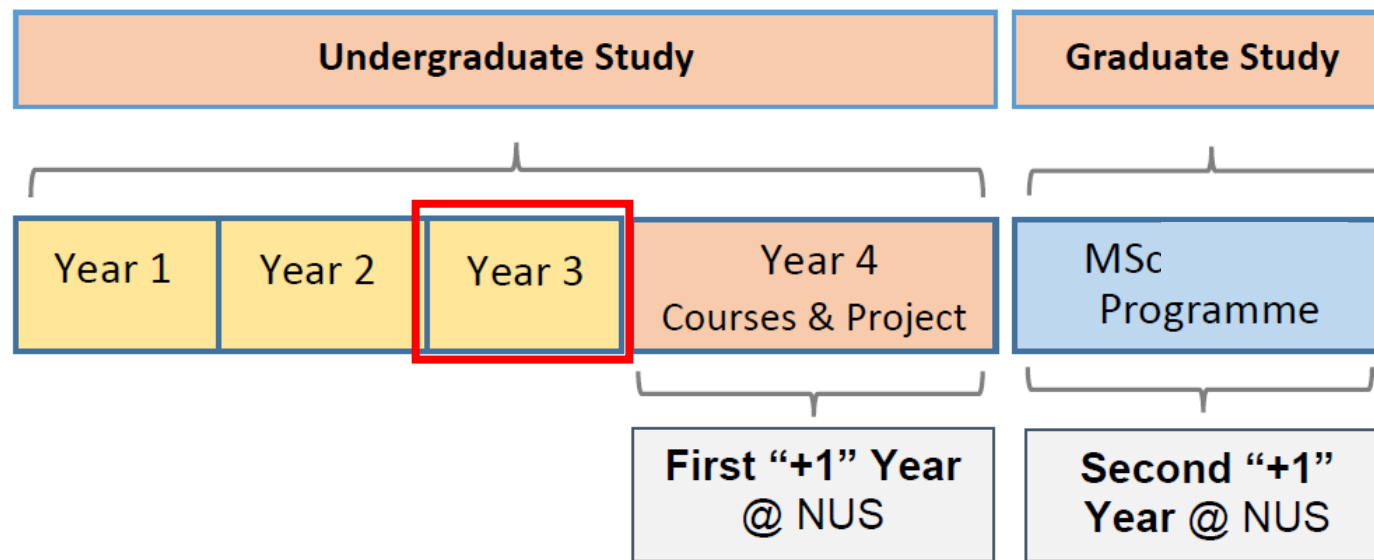 Undergraduate Study
Graduate Study
Year 1
Year 2
Year 3
Year 4
Courses & Project
MSc
Programme
First “+1” Year
@ NUS
Second “+1”
Year @ NUS